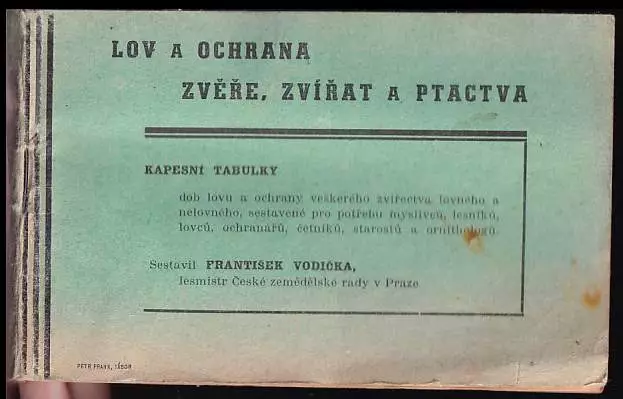 LOV A OCHRANA
ZVĚŘE, ZVÍŘAT A PTACTVA
KAPESNÍ TABULKY
dob lovu a ochrany veškerého zvířectva lovného a
nelovného, sestavené pro potřebu myslivců, lesníků,
lovců, ochranářů, četníků, starostů a ornithologů
Sestavil FRANTIŠEK VODIČKA,
lesmistr České zemědělské rady v Praze
PETR FRANK, TÁBOR